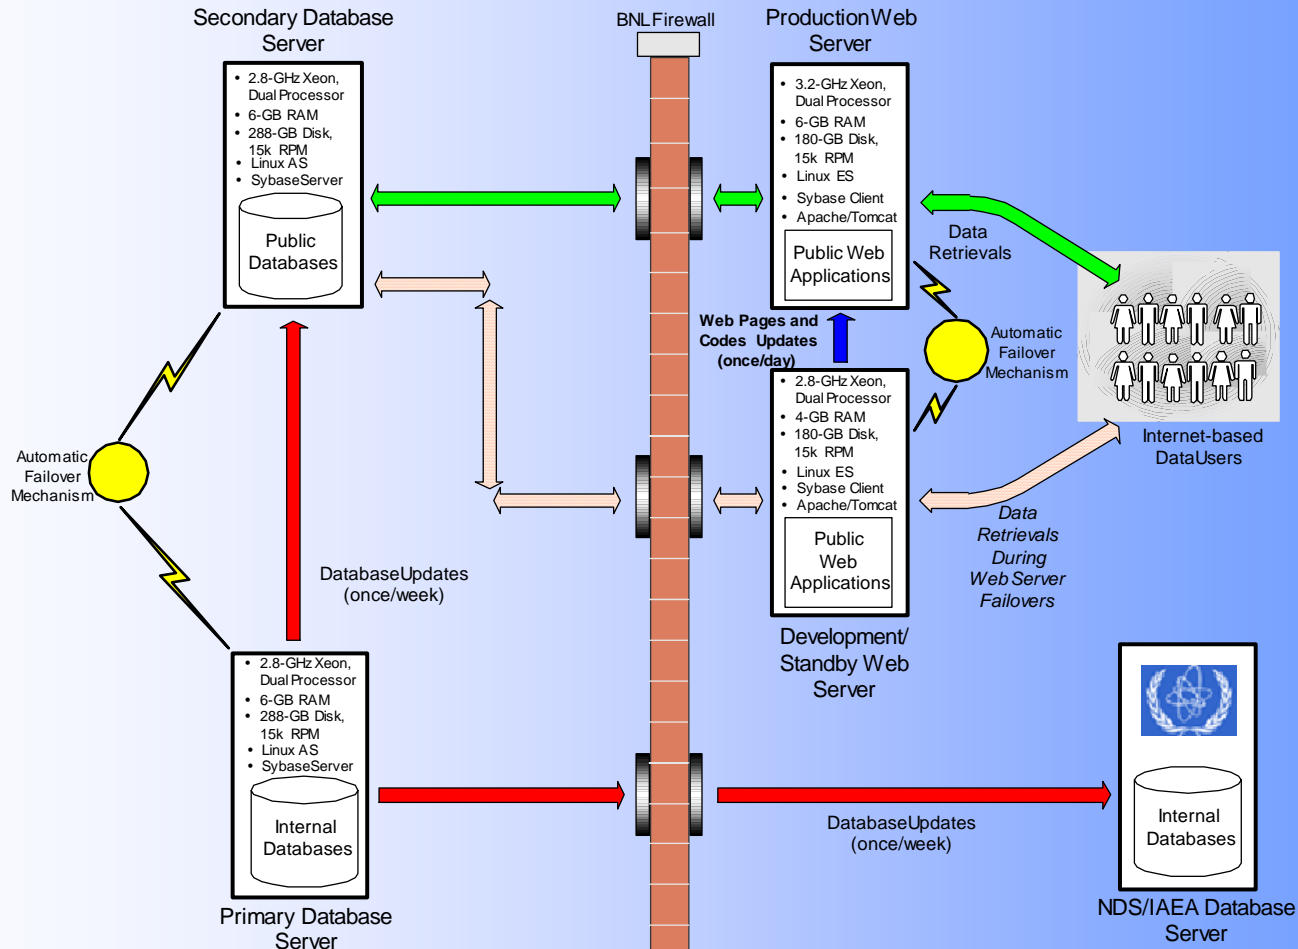 Secondary Database
Server
• 2.8-GHz Xeon,
Dual Processor
• 6-GB RAM
• 288-GB Disk,
15k RPM
• Linux AS
• SybaseServer
Public
Databases
BNL Firewall
Production Web
Server
• 3.2-GHz Xeon,
Dual Processor
• 6-GB RAM
• 180-GB Disk,
15k RPM
• Linux ES
• Sybase Client
• Apache/Tomcat
Public Web
Applications
Data
Retrievals
Web Pages and
Codes Updates
(once/day)
Automatic
Failover
Mechanism
• 2.8-GHz Xeon,
Dual Processor
• 4-GB RAM
• 180-GB Disk,
15k RPM
• Linux ES
• Sybase Client
• Apache/Tomcat
Public
Web
Applications
Development/
Standby Web
Server
Internet-based
DataUsers
Data
Retrievals
During
Web Server
Failovers
Automatic
Failover
Mechanism
DatabaseUpdates
(once/week)
• 2.8-GHz Xeon,
Dual Processor
• 6-GB RAM
• 288-GB Disk,
15k RPM
• Linux AS
• SybaseServer
Internal
Databases
Primary Database
Server
DatabaseUpdates
(once/week)
Internal
Databases
NDS/IAEA Database
Server